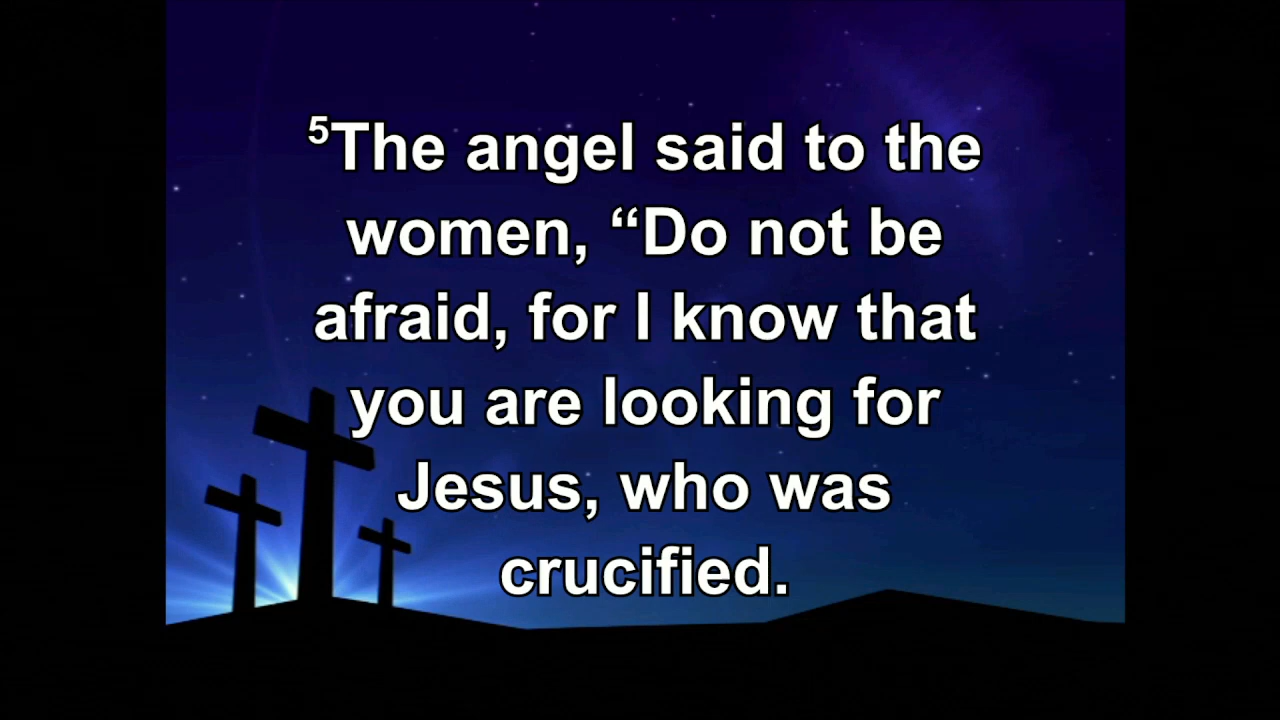 ⁵The angel said to the
women, “Do not be
afraid, for I know that
you are looking for
Jesus, who was
crucified.